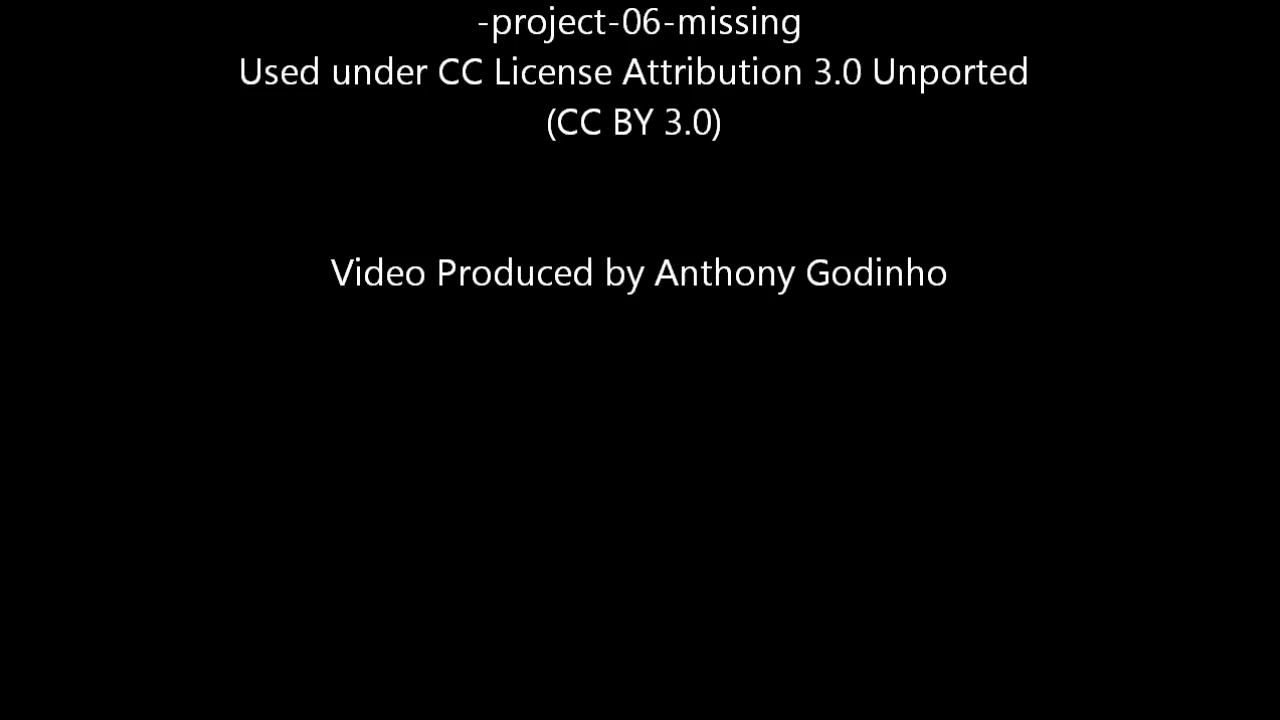 -project-06-missing
Used under CC License Attribution 3.0 Unported
(CC BY 3.0)
Video Produced by Anthony Godinho